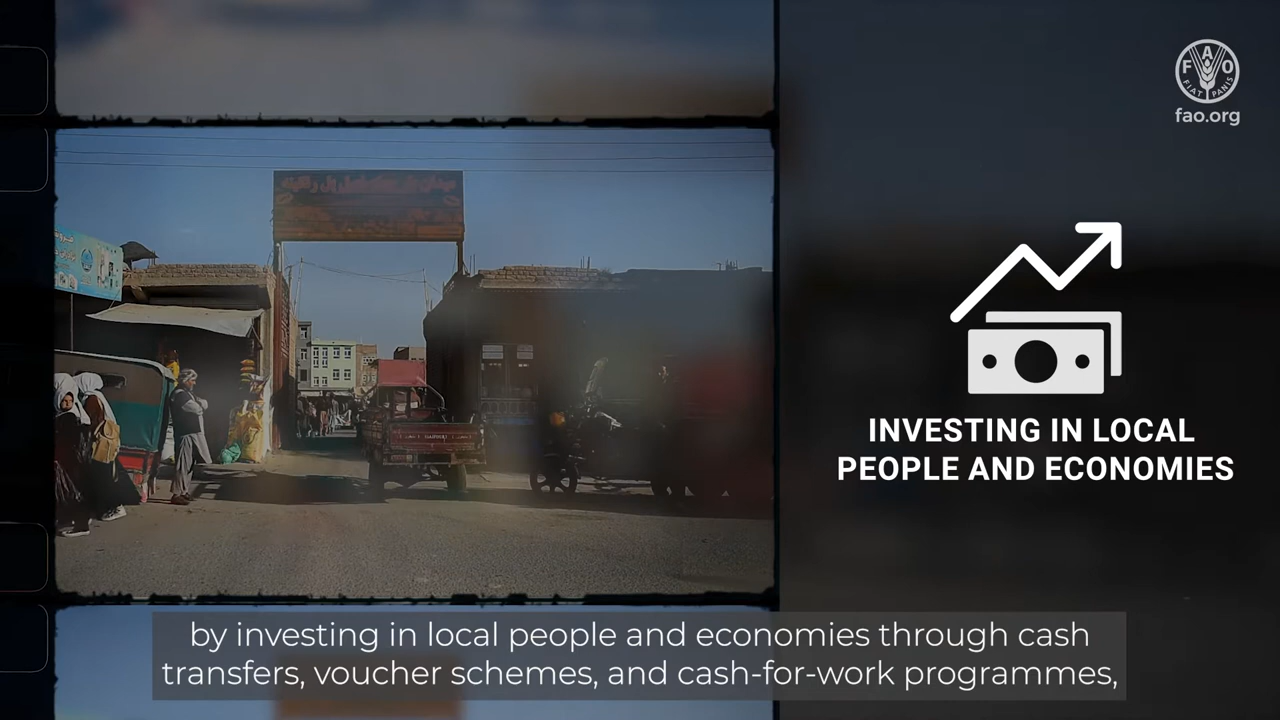 FAO
FIAT PANIS
fao.org
INVESTING IN LOCAL
PEOPLE AND ECONOMIES
by investing in local people and economies through cash
transfers, voucher schemes, and cash-for-work programmes,